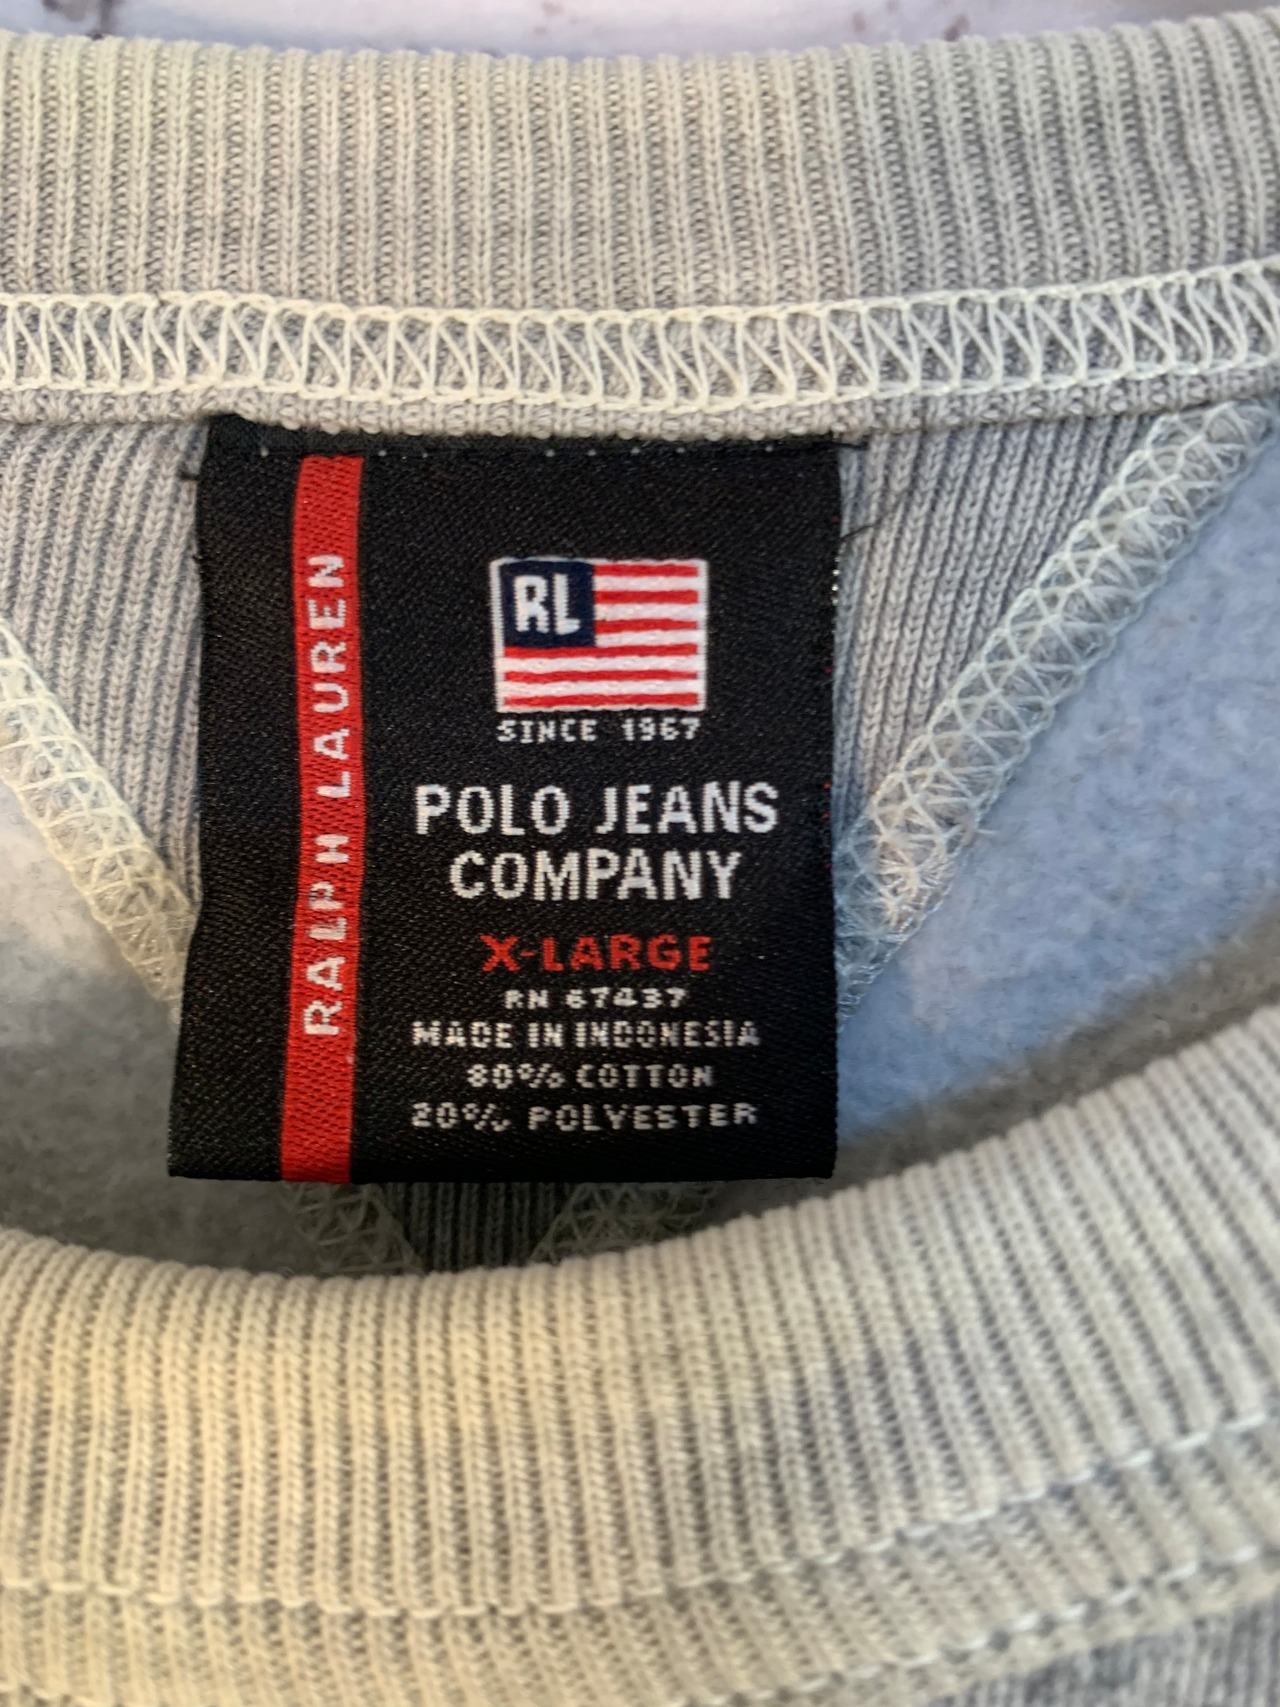 RALPH LAUREN
RL
SINCE 1967
POLO JEANS
COMPANY
X-LARGE
RN 67437
MADE IN INDONESIA
80% COTTON
20% POLYESTER